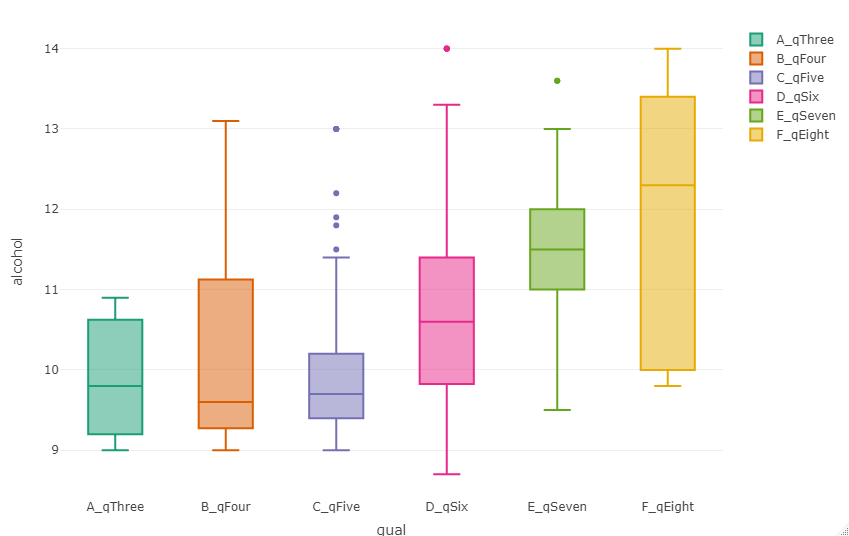 14
13
12
11
10
9
alcohol
A_qThree
B_qFour
C_qFive
D_qSix
E_qSeven
F_qEight
qual
A_qThree
B_qFour
C_qFive
D_qSix
E_qSeven
F_qEight